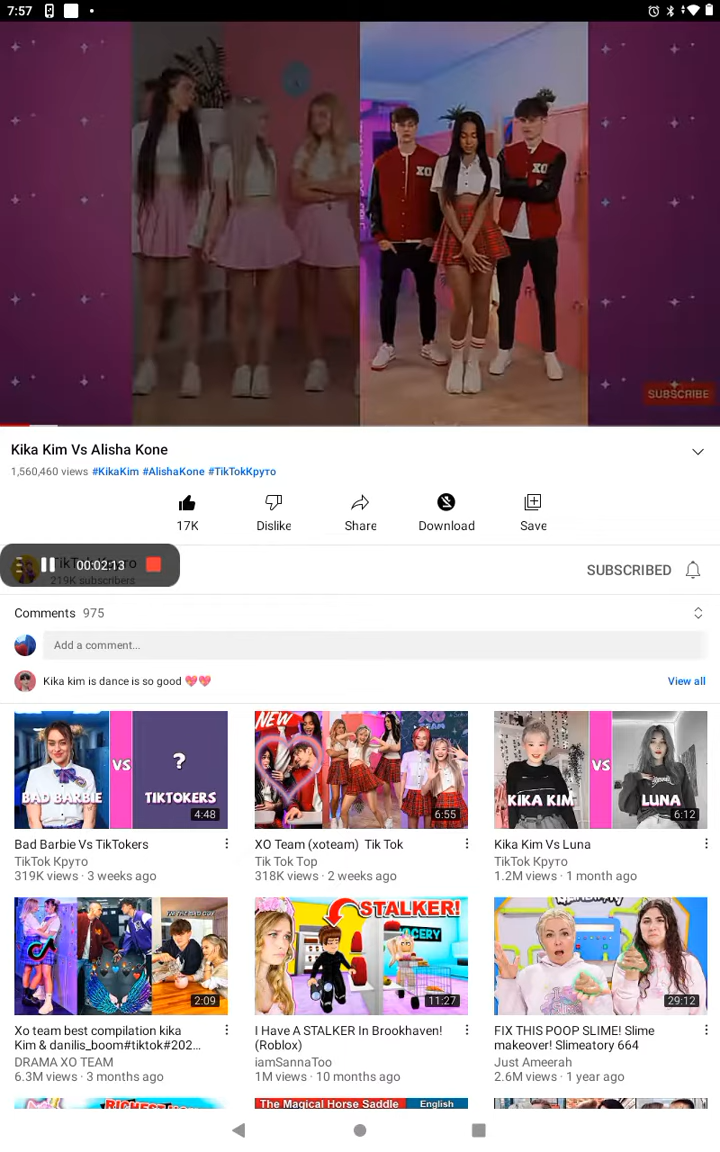 7:57
XO
XO
SUBSCRIBE
Kika Kim Vs Alisha Kone
1,560,460 views #KikaKim #AlishaKone #TikTokКруто
17K
Dislike
Share
Download
Save
TikTok Круто
219K subscribers
00:02:13
SUBSCRIBED
Comments 975
Add a comment...
Kika kim is dance is so good 💖💖
View all
BAD BARBIE
VS
?
TIKTOKERS
4:48
NEW
XO
TEAM
6:55
KIKA KIM
VS
LUNA
6:12
Bad Barbie Vs TikTokers
TikTok Круто
319K views · 3 weeks ago
XO Team (xoteam) Tik Tok
Tik Tok Top
318K views · 2 weeks ago
Kika Kim Vs Luna
TikTok Круто
1.2M views · 1 month ago
2:09
STALKER!
11:27
29:12
Xo team best compilation kika
Kim & danilis_boom#tiktok#202...
DRAMA XO TEAM
6.3M views · 3 months ago
I Have A STALKER In Brookhaven!
(Roblox)
iamSannaToo
1M views · 10 months ago
FIX THIS POOP SLIME! Slime
makeover! Slimeatory 664
Just Ameerah
2.6M views · 1 year ago
The Magical Horse Saddle
English